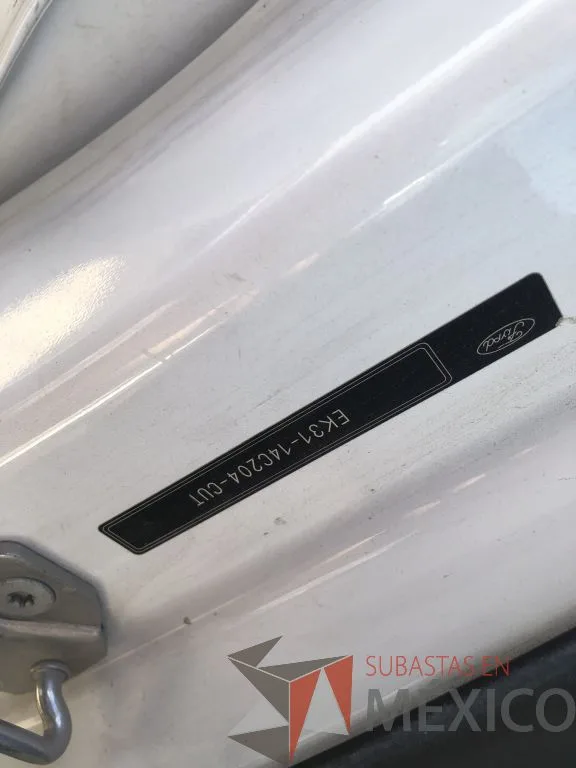 Ford
EK31-14C204-CUT
SUBASTAS EN
MEXICO